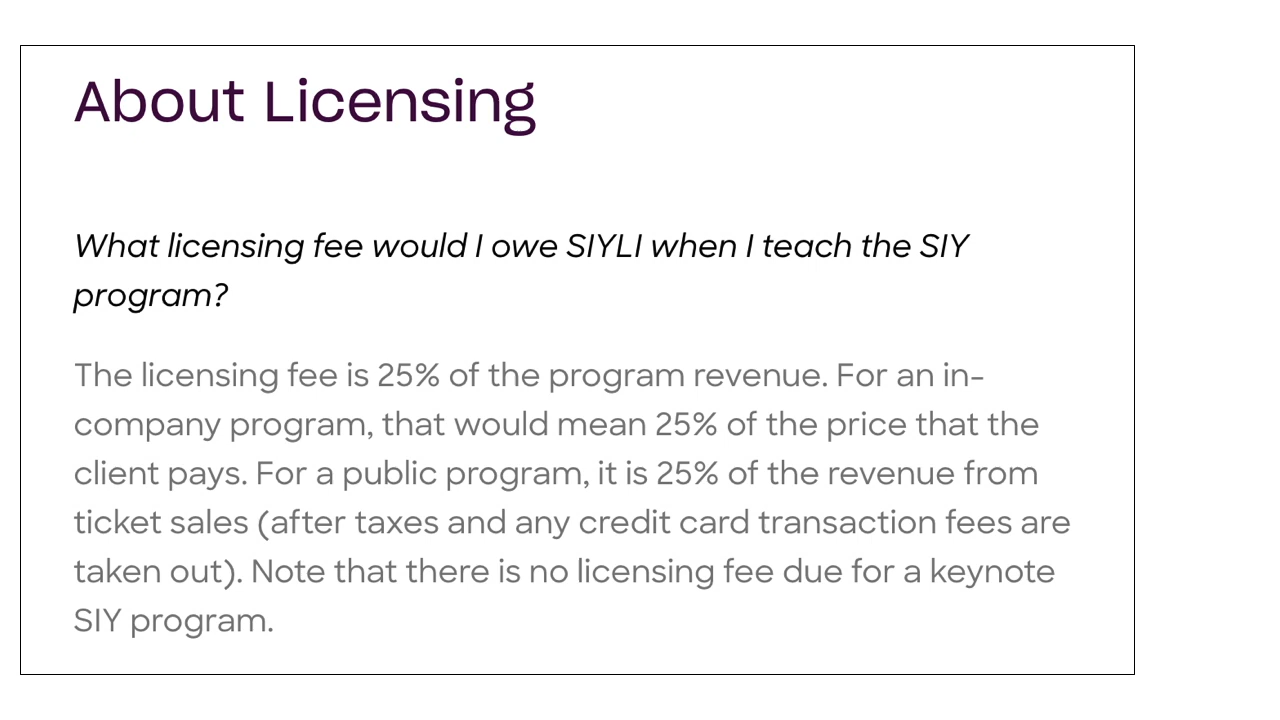 About Licensing
What licensing fee would I owe SIYLI when I teach the SIY
program?
The licensing fee is 25% of the program revenue. For an in-
company program, that would mean 25% of the price that the
client pays. For a public program, it is 25% of the revenue from
ticket sales (after taxes and any credit card transaction fees are
taken out). Note that there is no licensing fee due for a keynote
SIY program.